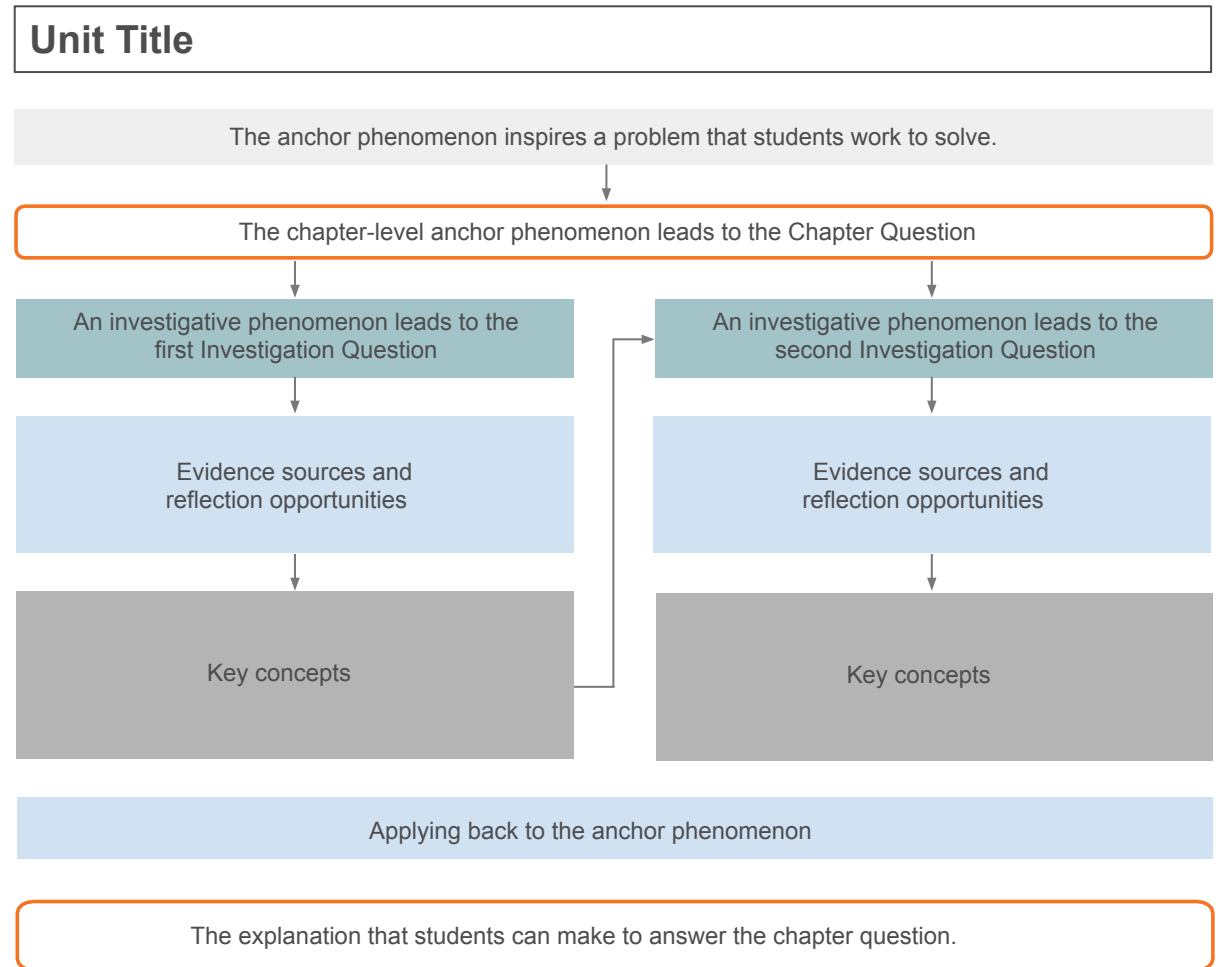 Unit Title
The anchor phenomenon inspires a problem that students work to solve.
The chapter-level anchor phenomenon leads to the Chapter Question
An investigative phenomenon leads to the
first Investigation Question
Evidence sources and
reflection opportunities
Key concepts
An investigative phenomenon leads to the
second Investigation Question
Evidence sources and
reflection opportunities
Key concepts
Applying back to the anchor phenomenon
The explanation that students can make to answer the chapter question.